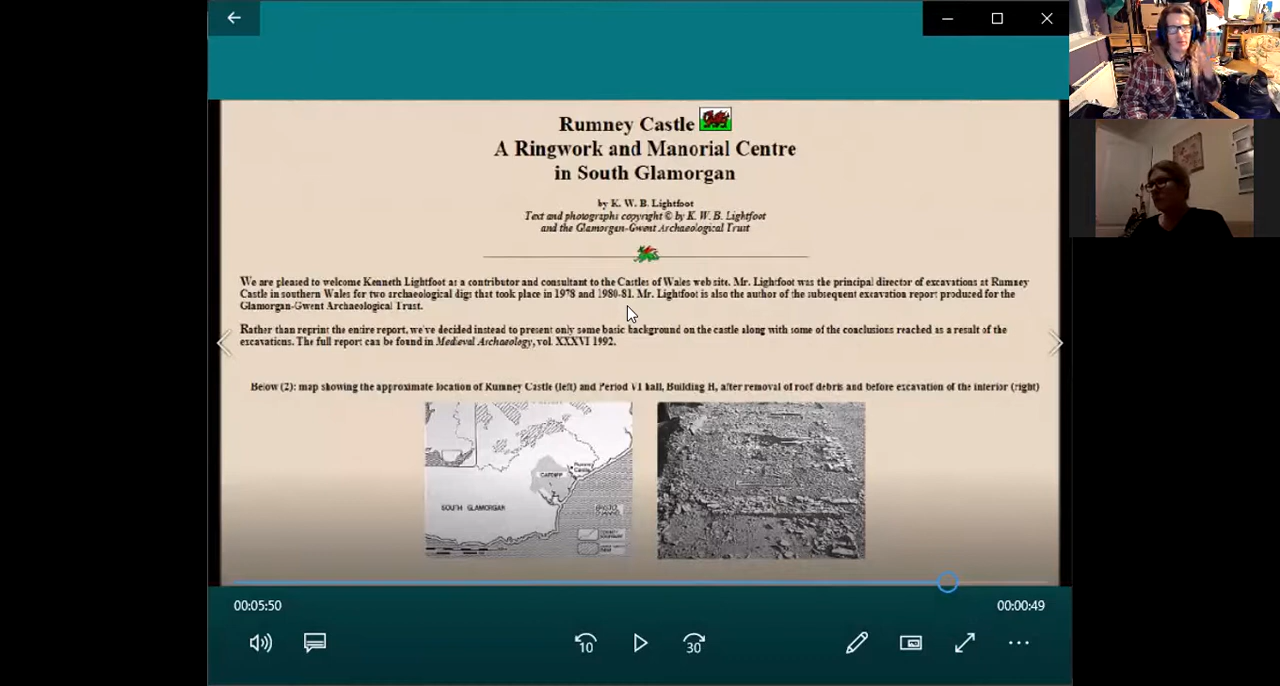 Rumney Castle
A Ringwork and Manorial Centre
in South Glamorgan
by K. W. B. Lightfoot
Text and photographs copyright © by K. W. B. Lightfoot
and the Glamorgan-Gwent Archaeological Trust
We are pleased to welcome Kenneth Lightfoot as a contributor and consultant to the Castles of Wales web site. Mr. Lightfoot was the principal director of excavations at Rumney
Castle in southern Wales for two archaeological digs that took place in 1978 and 1980-81. Mr. Lightfoot is also the author of the subsequent excavation report produced for the
Glamorgan-Gwent Archaeological Trust.
Rather than reprint the entire report, we've decided instead to present only some basic background on the castle along with some of the conclusions reached as a result of the
excavations. The full report can be found in Medieval Archaeology, vol. XXXVI 1992.
Below (2): map showing the approximate location of Rumney Castle (left) and Period VI hall, Building H, after removal of roof debris and before excavation of the interior (right)
Rumney
Castle
CARDIFF
SOUTH GLAMORGAN
BRISTOL
CHANNEL
00:05:50
00:00:49
10
30